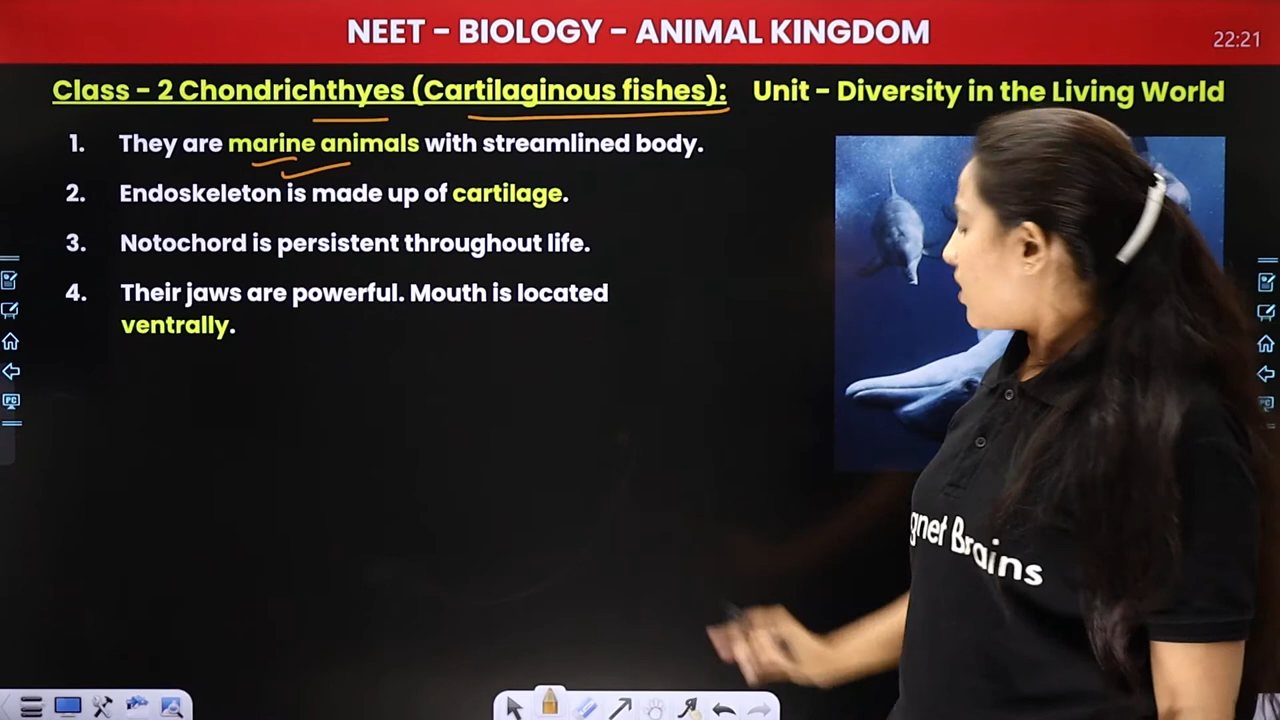 NEET - BIOLOGY - ANIMAL KINGDOM
22:21
Class - 2 Chondrichthyes (Cartilaginous fishes): Unit - Diversity in the Living World
1. They are marine animals with streamlined body.
2. Endoskeleton is made up of cartilage.
3. Notochord is persistent throughout life.
4. Their jaws are powerful. Mouth is located
ventrally.
gnet Brains
PC
PC